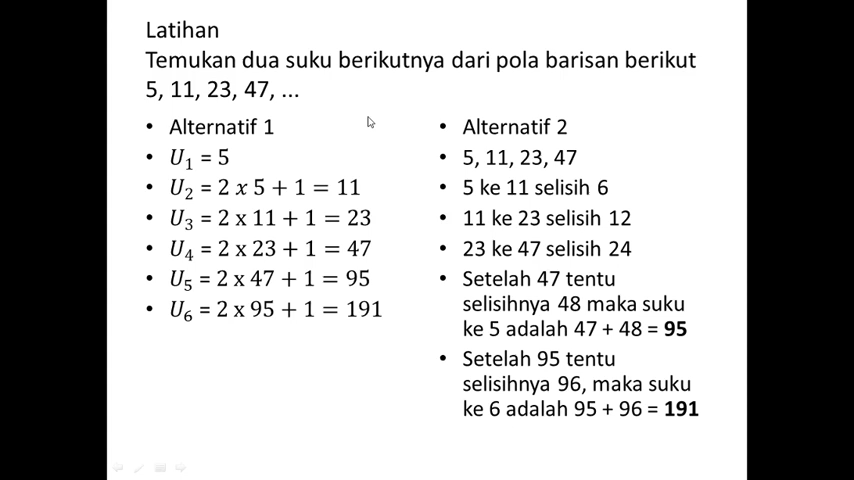 Latihan
Temukan dua suku berikutnya dari pola barisan berikut
5, 11, 23, 47, ...
• Alternatif 1
• U₁ = 5
• U₂ = 2 x 5 + 1 = 11
• U₃ = 2 x 11 + 1 = 23
• U₄ = 2 x 23 + 1 = 47
• U₅ = 2 x 47 + 1 = 95
• U₆ = 2 x 95 + 1 = 191
• Alternatif 2
• 5, 11, 23, 47
• 5 ke 11 selisih 6
• 11 ke 23 selisih 12
• 23 ke 47 selisih 24
• Setelah 47 tentu
selisihnya 48 maka suku
ke 5 adalah 47 + 48 = 95
• Setelah 95 tentu
selisihnya 96, maka suku
ke 6 adalah 95 + 96 = 191